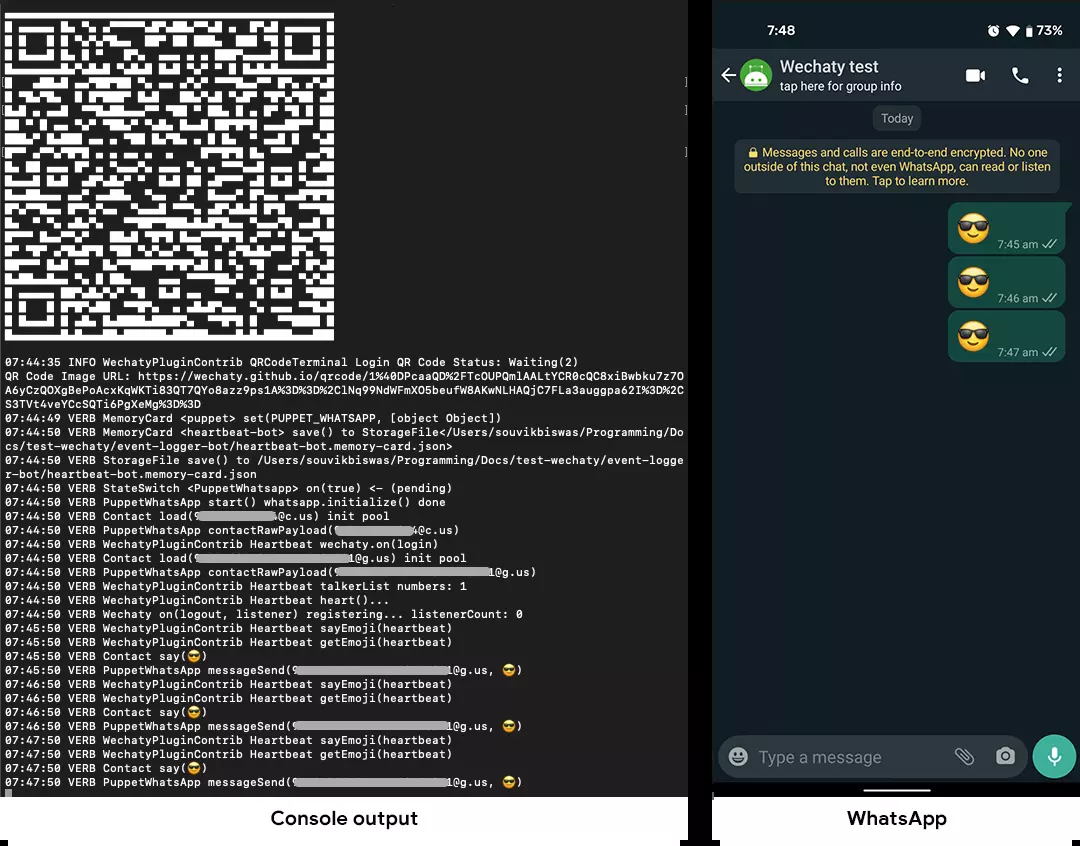 07:44:35 INFO WechatyPluginContrib QRCodeTerminal Login QR Code Status: Waiting(2)
QR Code Image URL: https://wechaty.github.io/qrcode/1%40DPcaaQD%2FTcOUPQmlAALtYCR0cQC8xiBwbku7z7O
A6yCzQOXgBePoAcxKqWKTi83QT7QYo8azz9ps1A%3D%3D%2ClNq99NdWFmXO5beufW8AKwNLHAQjC7FLa3auggpa62I%3D%2C
S3TVt4veYCcSQTi6PgXeMg%3D%3D
07:44:49 VERB MemoryCard <puppet> set(PUPPET_WHATSAPP, [object Object])
07:44:50 VERB MemoryCard <heartbeat-bot> save() to StorageFile</Users/souvikbiswas/Programming/Do
cs/test-wechaty/event-logger-bot/heartbeat-bot.memory-card.json>
07:44:50 VERB StorageFile save() to /Users/souvikbiswas/Programming/Docs/test-wechaty/event-logge
r-bot/heartbeat-bot.memory-card.json
07:44:50 VERB StateSwitch <PuppetWhatsapp> on(true) <- (pending)
07:44:50 VERB PuppetWhatsApp start() whatsapp.initialize() done
07:44:50 VERB Contact load(9 4@c.us) init pool
07:44:50 VERB PuppetWhatsApp contactRawPayload(9 4@c.us)
07:44:50 VERB WechatyPluginContrib Heartbeat wechaty.on(login)
07:44:50 VERB Contact load(9 1@g.us) init pool
07:44:50 VERB PuppetWhatsApp contactRawPayload(9 1@g.us)
07:44:50 VERB WechatyPluginContrib Heartbeat talkerList numbers: 1
07:44:50 VERB WechatyPluginContrib Heartbeat heart()...
07:44:50 VERB Wechaty on(logout, listener) registering... listenerCount: 0
07:45:50 VERB WechatyPluginContrib Heartbeat sayEmoji(heartbeat)
07:45:50 VERB WechatyPluginContrib Heartbeat getEmoji(heartbeat)
07:45:50 VERB Contact say(😎)
07:45:50 VERB PuppetWhatsApp messageSend(9 1@g.us, 😎)
07:46:50 VERB WechatyPluginContrib Heartbeat sayEmoji(heartbeat)
07:46:50 VERB WechatyPluginContrib Heartbeat getEmoji(heartbeat)
07:46:50 VERB Contact say(😎)
07:46:50 VERB PuppetWhatsApp messageSend(9 1@g.us, 😎)
07:47:50 VERB WechatyPluginContrib Heartbeat sayEmoji(heartbeat)
07:47:50 VERB WechatyPluginContrib Heartbeat getEmoji(heartbeat)
07:47:50 VERB Contact say(😎)
07:47:50 VERB PuppetWhatsApp messageSend(9 1@g.us, 😎)
Console output
7:48 73%
Wechaty test
tap here for group info
Today
Messages and calls are end-to-end encrypted. No one
outside of this chat, not even WhatsApp, can read or listen
to them. Tap to learn more.
😎 7:45 am
😎 7:46 am
😎 7:47 am
Type a message
WhatsApp